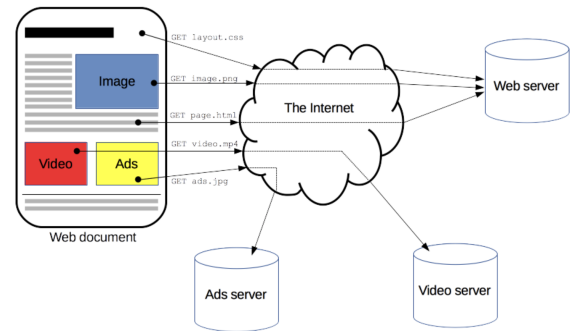 GET layout.css
Image
GET image.png
The Internet
Web server
GET page.html
GET video.mp4
Video
Ads
GET ads.jpg
Web document
Ads server
Video server